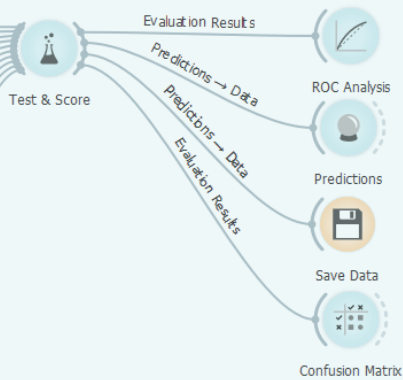 Evaluation Results
ROC Analysis
Test & Score
Predictions → Data
Predictions
Predictions → Data
Save Data
Evaluation Results
Confusion Matrix